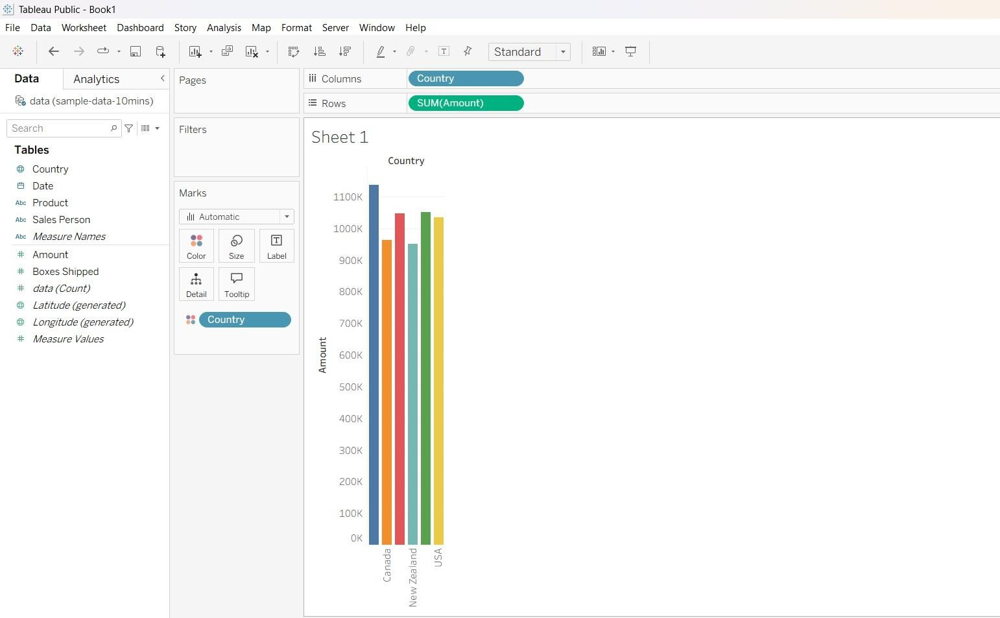 Tableau Public - Book1
File Data Worksheet Dashboard Story Analysis Map Format Server Window Help
Standard
Data Analytics
data (sample-data-10mins)
Search
Tables
Country
Date
Abc Product
Abc Sales Person
Abc Measure Names
Amount
Boxes Shipped
data (Count)
Latitude (generated)
Longitude (generated)
Measure Values
Pages
Filters
Marks
Automatic
Color Size Label
Detail Tooltip
Country
Columns Country
Rows SUM(Amount)
Sheet 1
Country
1100K
1000K
900K
800K
700K
600K
500K
400K
300K
200K
100K
0K
Amount
Canada
New Zealand
USA